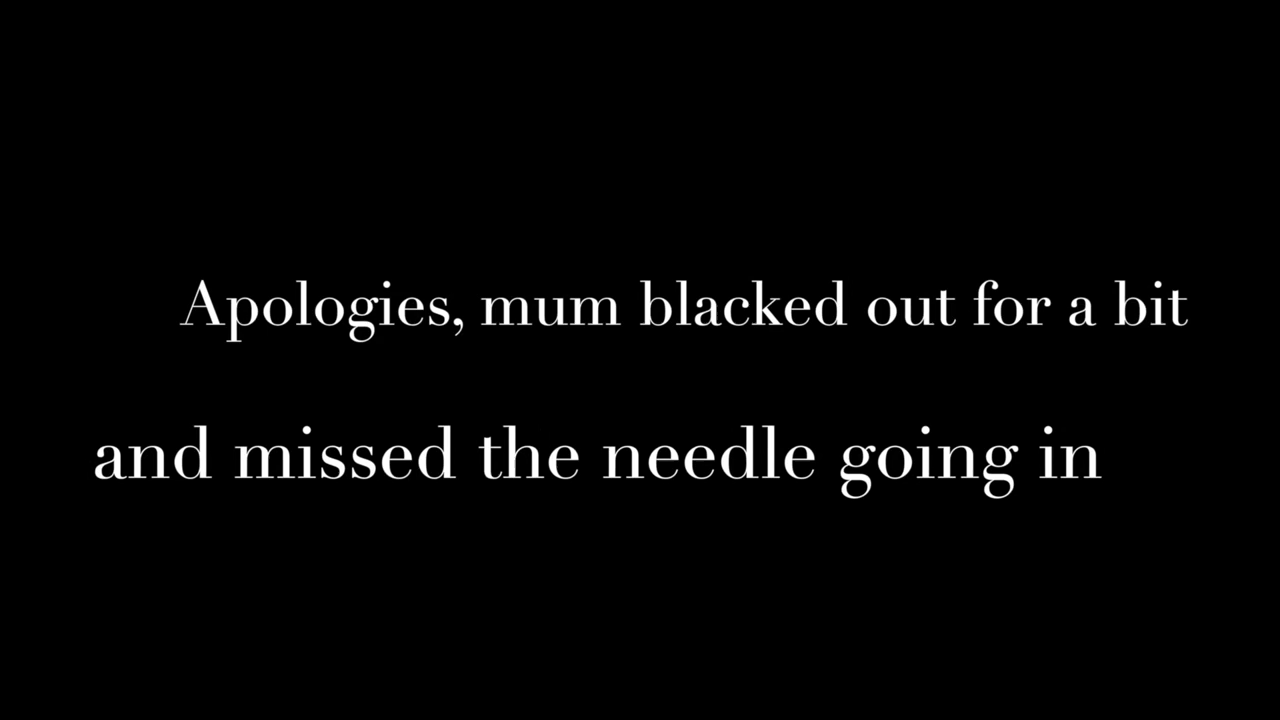 Apologies, mum blacked out for a bit
and missed the needle going in